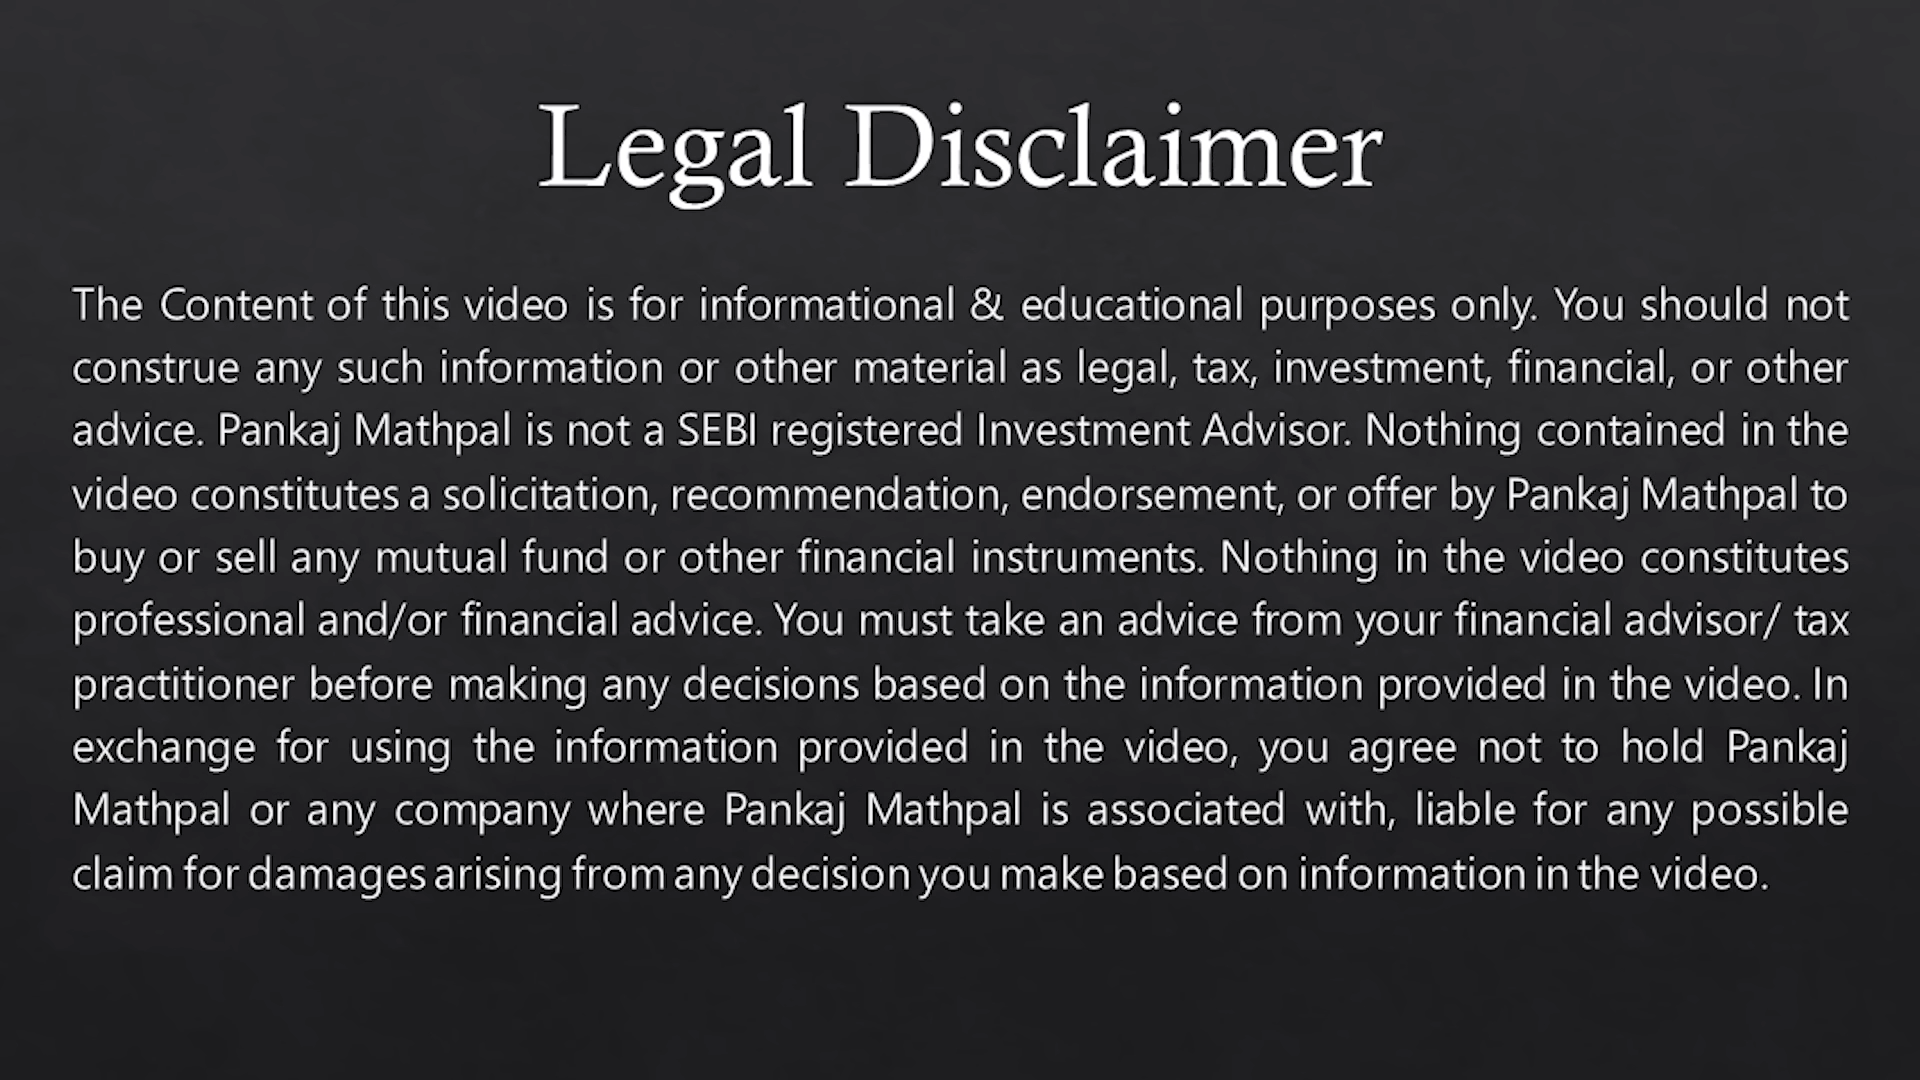 Legal Disclaimer
The Content of this video is for informational & educational purposes only. You should not
construe any such information or other material as legal, tax, investment, financial, or other
advice. Pankaj Mathpal is not a SEBI registered Investment Advisor. Nothing contained in the
video constitutes a solicitation, recommendation, endorsement, or offer by Pankaj Mathpal to
buy or sell any mutual fund or other financial instruments. Nothing in the video constitutes
professional and/or financial advice. You must take an advice from your financial advisor/ tax
practitioner before making any decisions based on the information provided in the video. In
exchange for using the information provided in the video, you agree not to hold Pankaj
Mathpal or any company where Pankaj Mathpal is associated with, liable for any possible
claim for damages arising from any decision you make based on information in the video.